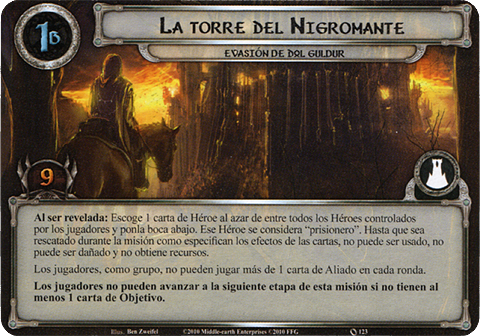 1B
La torre del Nigromante
Evasión de Dol Guldur
9
Al ser revelada: Escoge 1 carta de Héroe al azar de entre todos los Héroes controlados
por los jugadores y ponla boca abajo. Ese Héroe se considera “prisionero”. Hasta que sea
rescatado durante la misión como especifican los efectos de las cartas, no puede ser usado, no
puede ser dañado y no obtiene recursos.
Los jugadores, como grupo, no pueden jugar más de 1 carta de Aliado en cada ronda.
Los jugadores no pueden avanzar a la siguiente etapa de esta misión si no tienen al
menos 1 carta de Objetivo.
Illus. Ben Zweifel ©2010 Middle-earth Enterprises ©2010 FFG 123